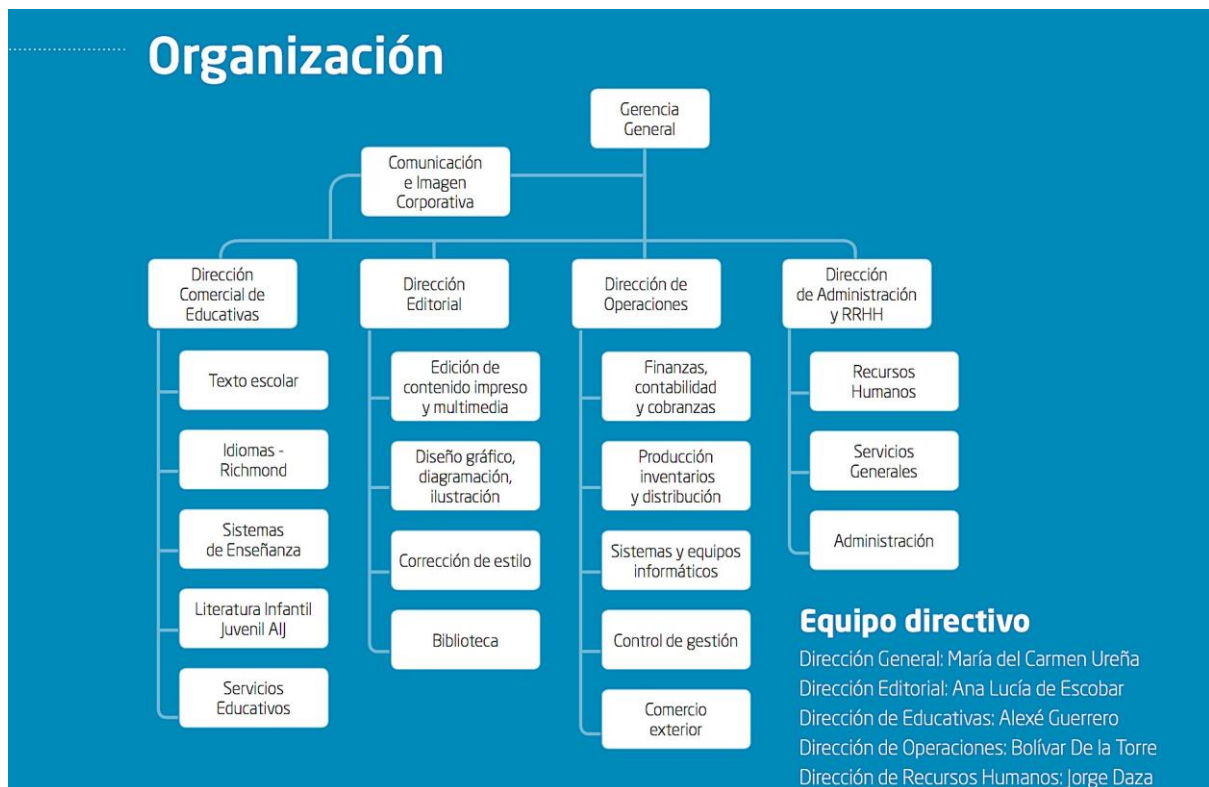 Organización
Gerencia
General
Comunicación
e Imagen
Corporativa
Dirección
Comercial de
Educativas
Dirección
Editorial
Dirección de
Operaciones
Dirección
de Administración
y RRHH
Texto escolar
Idiomas -
Richmond
Sistemas
de Enseñanza
Literatura Infantil
Juvenil AIJ
Servicios
Educativos
Edición de
contenido impreso
y multimedia
Diseño gráfico,
diagramación,
ilustración
Corrección de estilo
Biblioteca
Finanzas,
contabilidad
y cobranzas
Producción
inventarios
y distribución
Sistemas y equipos
informáticos
Control de gestión
Comercio
exterior
Recursos
Humanos
Servicios
Generales
Administración
Equipo directivo
Dirección General: María del Carmen Ureña
Dirección Editorial: Ana Lucía de Escobar
Dirección de Educativas: Alexé Guerrero
Dirección de Operaciones: Bolívar De la Torre
Dirección de Recursos Humanos: Jorge Daza